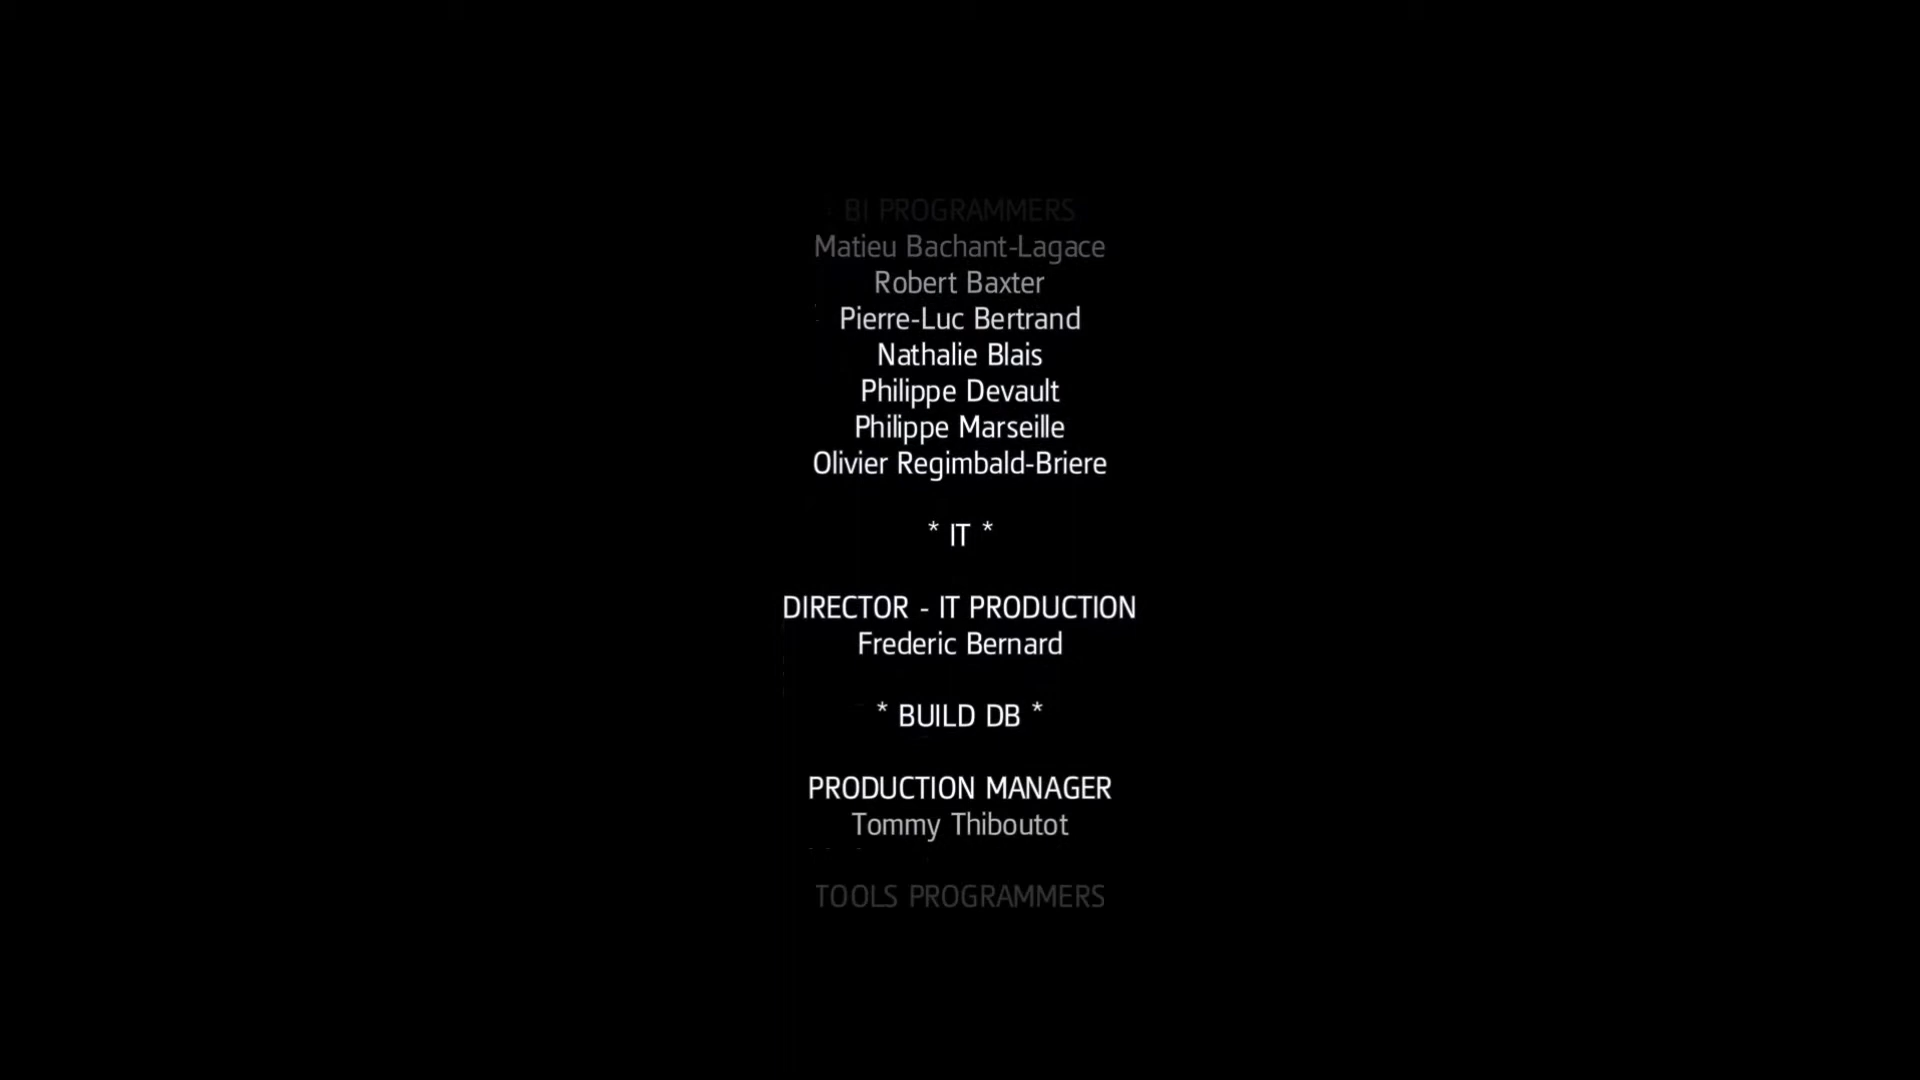 BI PROGRAMMERS
Matieu Bachant-Lagace
Robert Baxter
Pierre-Luc Bertrand
Nathalie Blais
Philippe Devault
Philippe Marseille
Olivier Regimbald-Briere
* IT *
DIRECTOR - IT PRODUCTION
Frederic Bernard
* BUILD DB *
PRODUCTION MANAGER
Tommy Thiboutot
TOOLS PROGRAMMERS